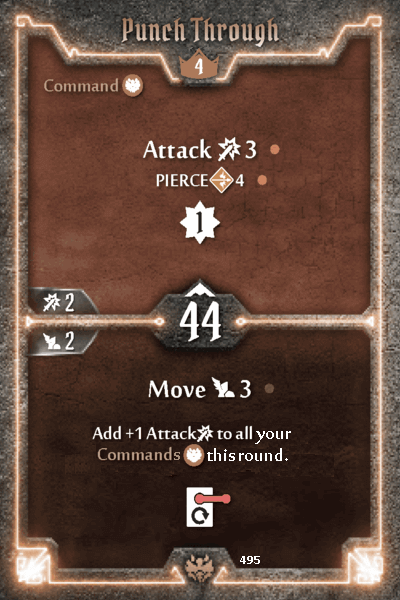 Punch Through
4
Command
Attack 3
PIERCE 4
1
2
44
2
Move 3
Add +1 Attack to all your
Commands this round.
495